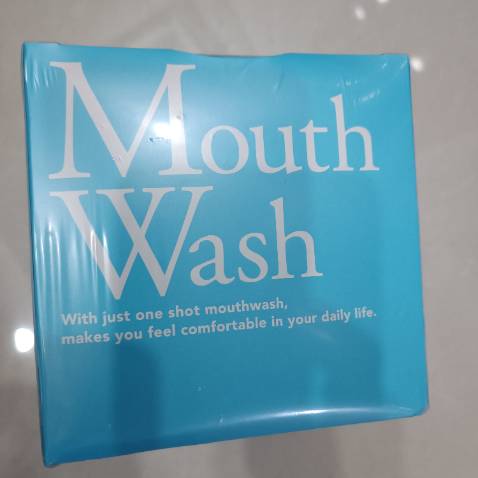 Mouth
Wash
With just one shot mouthwash,
makes you feel comfortable in your daily life.